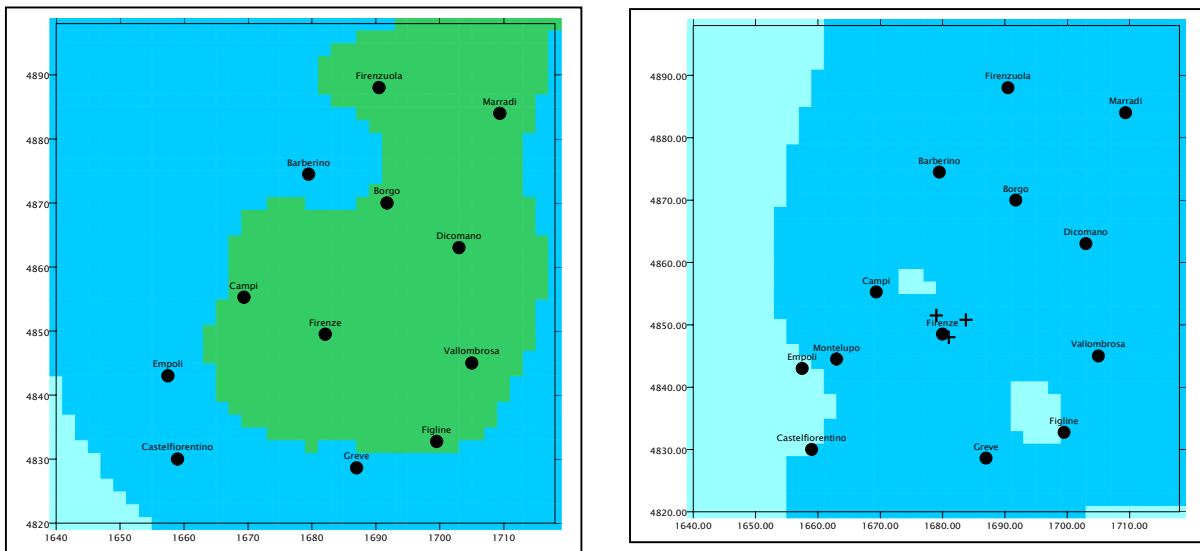 4890
Firenzuola
Marradi
4880
Barberino
4870
Borgo
Dicomano
4860
Campi
4850
Firenze
Vallombrosa
Empoli
4840
Figline
Castelfiorentino
4830
Greve
4820
1640 1650 1660 1670 1680 1690 1700 1710
4890.00
Firenzuola
Marradi
4880.00
Barberino
4870.00
Borgo
Dicomano
4860.00
Campi
4850.00
Firenze
Montelupo
Vallombrosa
Empoli
4840.00
Figline
Castelfiorentino
4830.00
Greve
4820.00
1640.00 1650.00 1660.00 1670.00 1680.00 1690.00 1700.00 1710.00